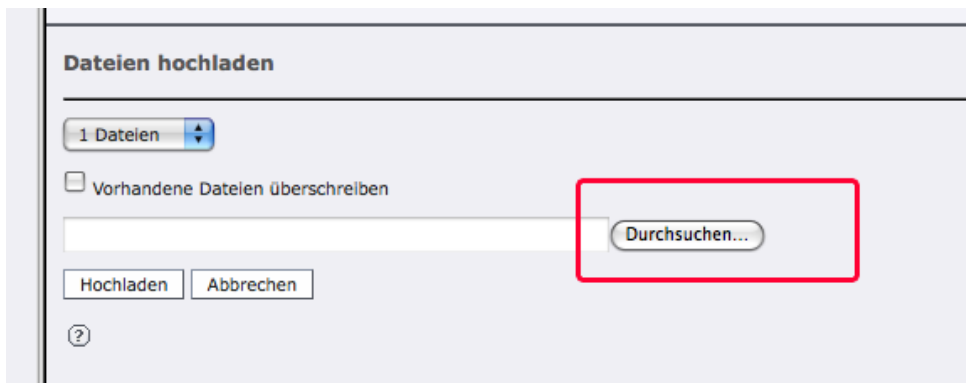 Dateien hochladen
1 Dateien
Vorhandene Dateien überschreiben
Durchsuchen...
Hochladen Abbrechen
?